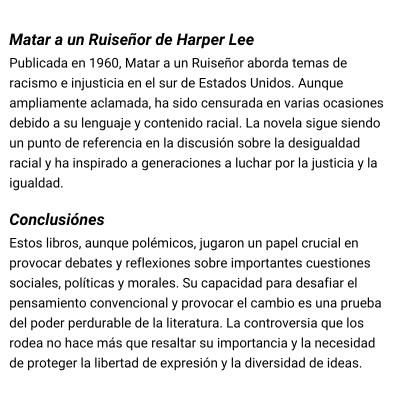 Matar a un Ruiseñor de Harper Lee
Publicada en 1960, Matar a un Ruiseñor aborda temas de
racismo e injusticia en el sur de Estados Unidos. Aunque
ampliamente aclamada, ha sido censurada en varias ocasiones
debido a su lenguaje y contenido racial. La novela sigue siendo
un punto de referencia en la discusión sobre la desigualdad
racial y ha inspirado a generaciones a luchar por la justicia y la
igualdad.
Conclusiónes
Estos libros, aunque polémicos, jugaron un papel crucial en
provocar debates y reflexiones sobre importantes cuestiones
sociales, políticas y morales. Su capacidad para desafiar el
pensamiento convencional y provocar el cambio es una prueba
del poder perdurable de la literatura. La controversia que los
rodea no hace más que resaltar su importancia y la necesidad
de proteger la libertad de expresión y la diversidad de ideas.